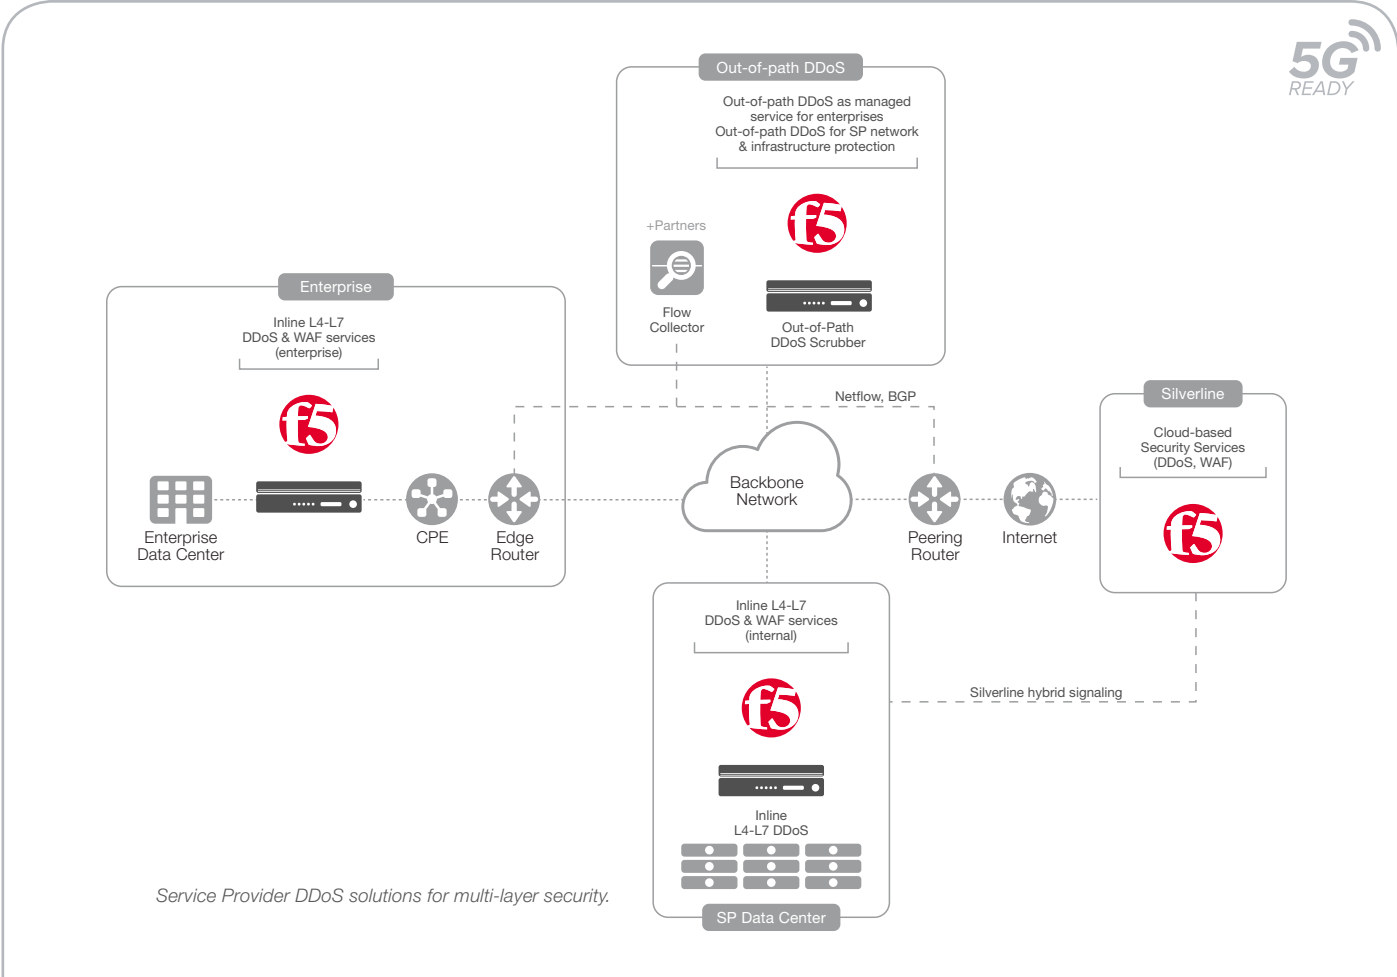 5G
READY
Out-of-path DDoS
Out-of-path DDoS as managed
service for enterprises
Out-of-path DDoS for SP network
& infrastructure protection
f5
+Partners
Flow
Collector
Out-of-Path
DDoS Scrubber
Enterprise
Inline L4-L7
DDoS & WAF services
(enterprise)
f5
Enterprise
Data Center
CPE
Edge
Router
Netflow, BGP
Backbone
Network
Peering
Router
Internet
Silverline
Cloud-based
Security Services
(DDoS, WAF)
f5
Inline L4-L7
DDoS & WAF services
(internal)
f5
Silverline hybrid signaling
Inline
L4-L7 DDoS
SP Data Center
Service Provider DDoS solutions for multi-layer security.